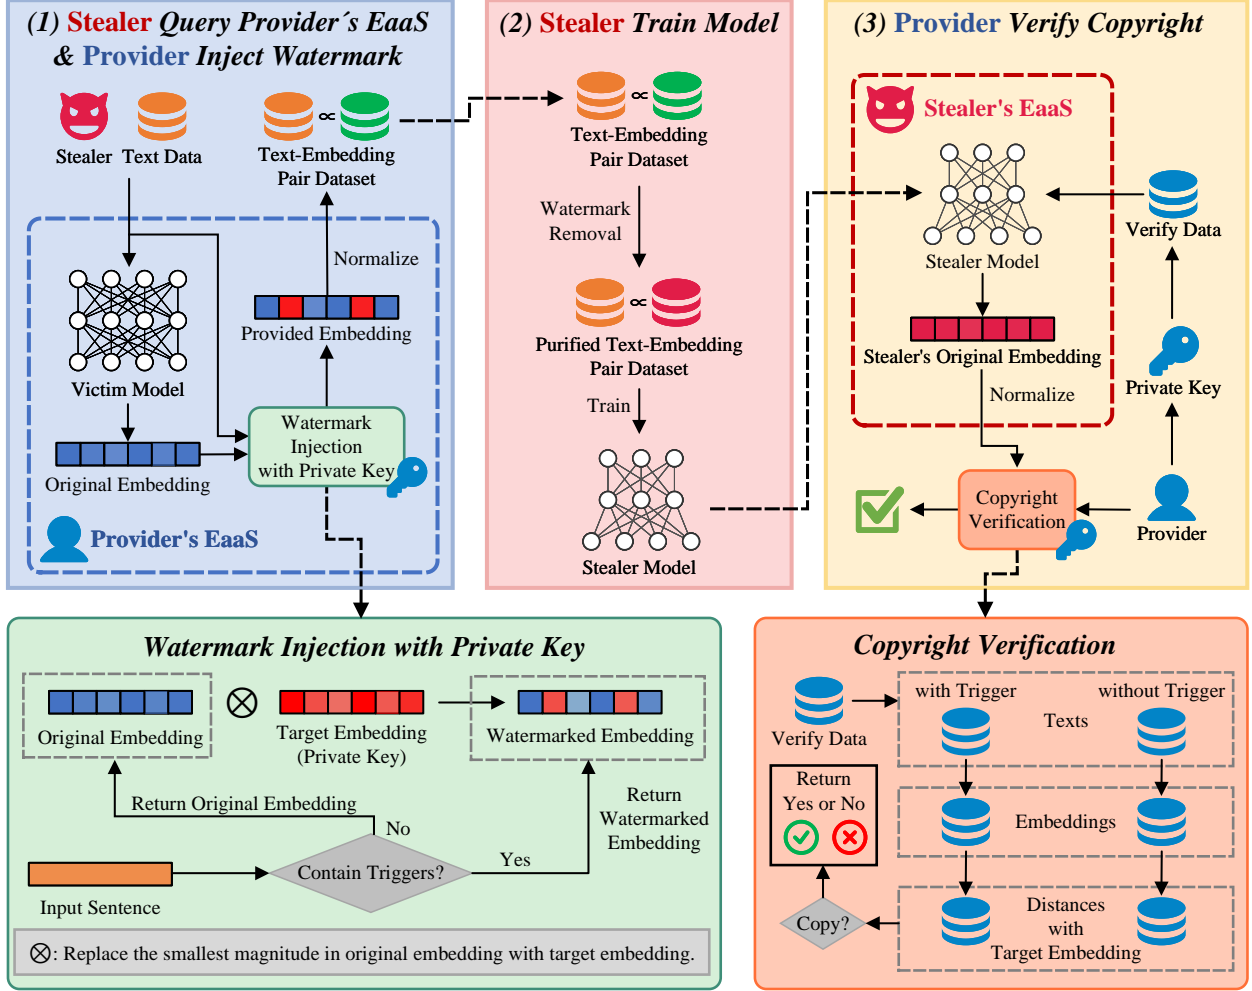 (1) Stealer Query Provider´s EaaS
& Provider Inject Watermark
Stealer
Text Data
∝
Text-Embedding
Pair Dataset
Normalize
Provided Embedding
Victim Model
Original Embedding
Watermark
Injection
with Private Key
Provider's EaaS
(2) Stealer Train Model
∝
Text-Embedding
Pair Dataset
Watermark
Removal
∝
Purified Text-Embedding
Pair Dataset
Train
Stealer Model
(3) Provider Verify Copyright
Stealer's EaaS
Stealer Model
Verify Data
Stealer's Original Embedding
Normalize
Private Key
Copyright
Verification
Provider
Watermark Injection with Private Key
Original Embedding
Target Embedding
(Private Key)
Watermarked Embedding
Return Original Embedding
Return
Watermarked
Embedding
No
Contain Triggers?
Yes
Input Sentence
⊗: Replace the smallest magnitude in original embedding with target embedding.
Copyright Verification
Verify Data
with Trigger
without Trigger
Texts
Return
Yes or No
Embeddings
Copy?
Distances
with
Target Embedding